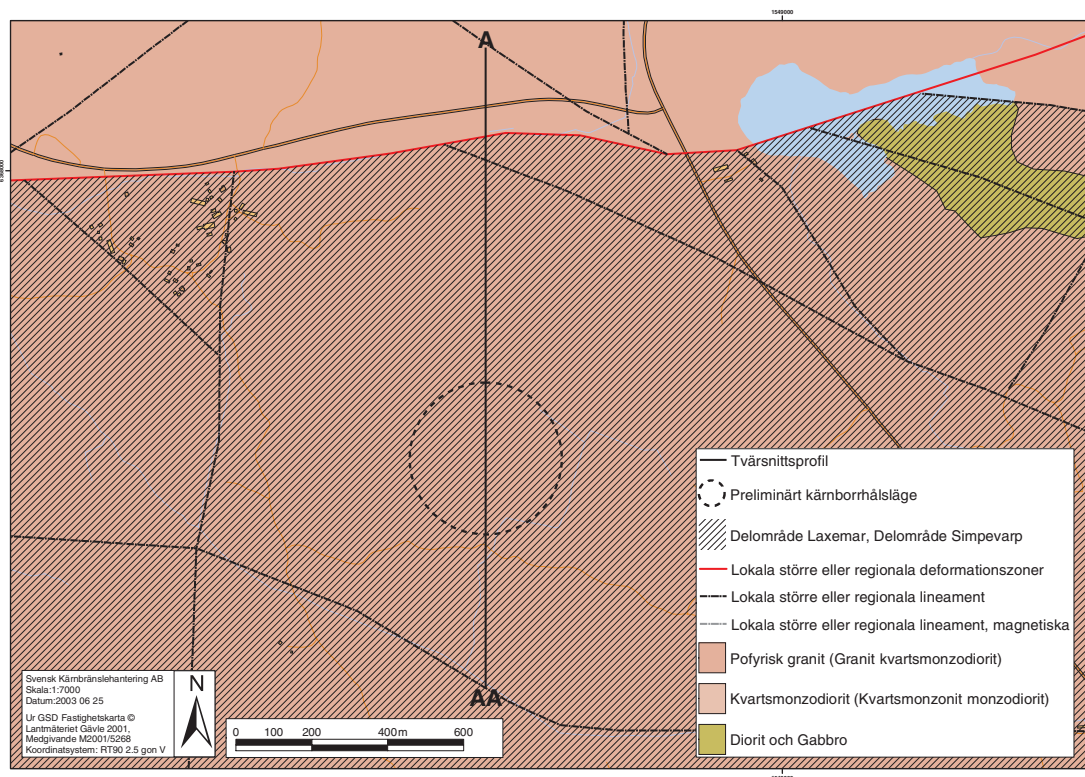 1549000
A
Tvärsnittsprofil
Preliminärt kärnborrhålsläge
Delområde Laxemar, Delområde Simpevarp
Lokala större eller regionala deformationszoner
Lokala större eller regionala lineament
Lokala större eller regionala lineament, magnetiska
Pofyrisk granit (Granit kvartsmonzodiorit)
Kvartsmonzodiorit (Kvartsmonzonit monzodiorit)
Diorit och Gabbro
AA
Svensk Kärnbränslehantering AB
Skala:1:7000
Datum:2003 06 25
Ur GSD Fastighetskarta ©
Lantmäteriet Gävle 2001,
Medgivande M2001/5268
Koordinatsystem: RT90 2.5 gon V
N
0 100 200 400m 600